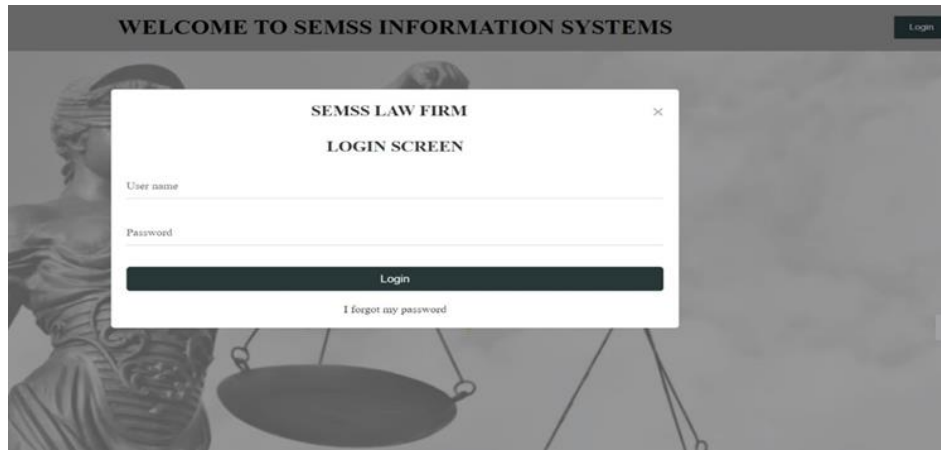 WELCOME TO SEMSS INFORMATION SYSTEMS
Login
SEMSS LAW FIRM
×
LOGIN SCREEN
User name
Password
Login
I forgot my password